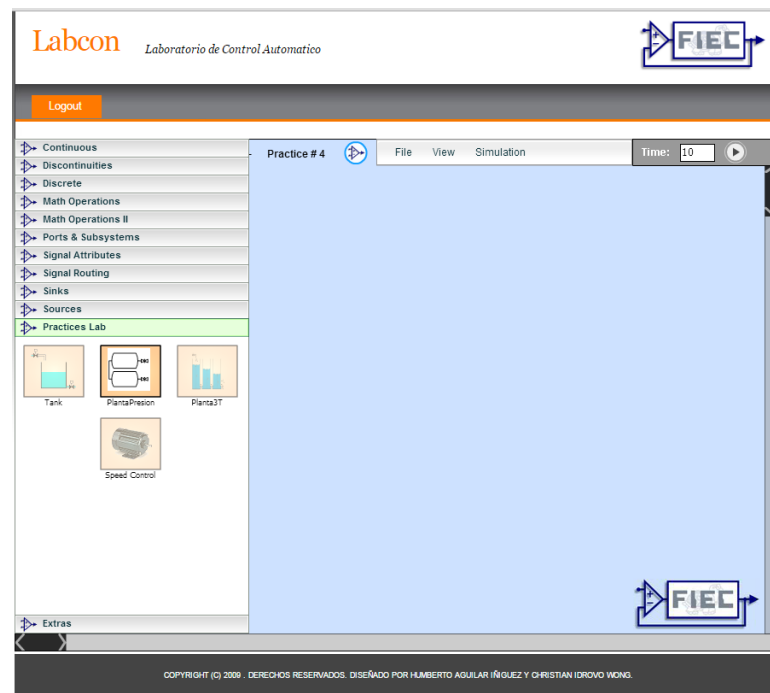 Labcon Laboratorio de Control Automatico
FIEC
Logout
Practice # 4 File View Simulation Time: 10
Continuous
Discontinuities
Discrete
Math Operations
Math Operations II
Ports & Subsystems
Signal Attributes
Signal Routing
Sinks
Sources
Practices Lab
Tank PlantaPresion Planta3T
Speed Control
Extras
FIEC
COPYRIGHT (C) 2009 . DERECHOS RESERVADOS. DISEÑADO POR HUMBERTO AGUILAR IÑIGUEZ Y CHRISTIAN IDROVO WONG.